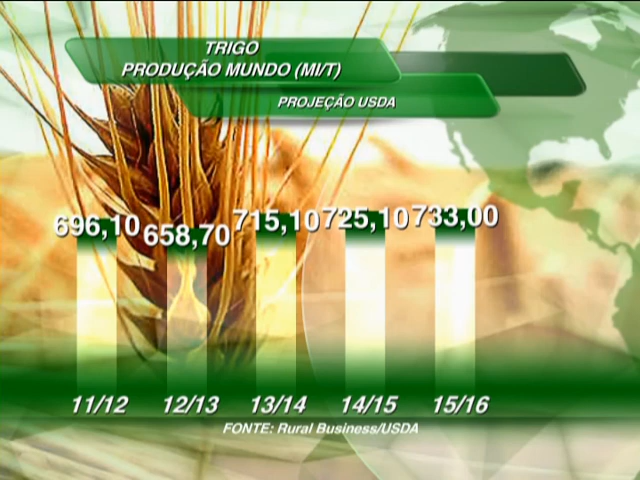 TRIGO
PRODUÇÃO MUNDO (MI/T)
PROJEÇÃO USDA
696,10 658,70 715,10 725,10 733,00
11/12 12/13 13/14 14/15 15/16
FONTE: Rural Business/USDA